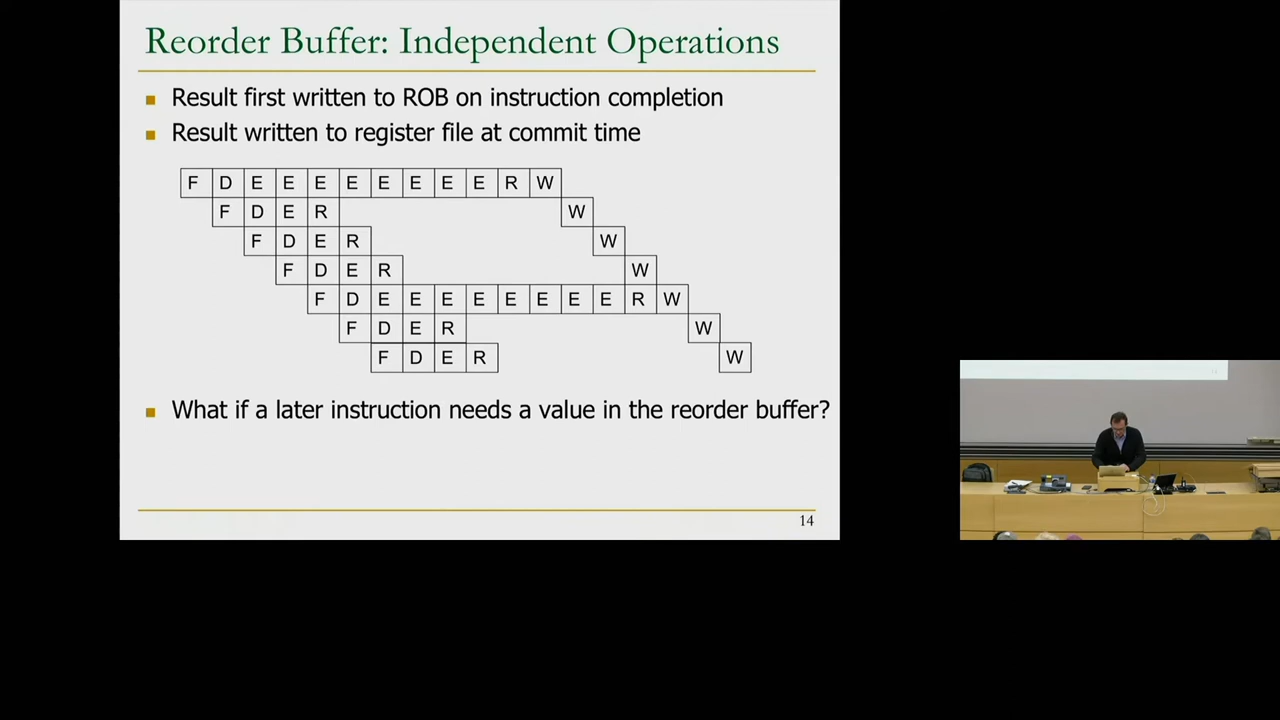 Reorder Buffer: Independent Operations
Result first written to ROB on instruction completion
Result written to register file at commit time
F D E E E E E E E E R W
F D E R W
F D E R W
F D E R W
F D E E E E E E E E R W
F D E R W
F D E R W
What if a later instruction needs a value in the reorder buffer?
14